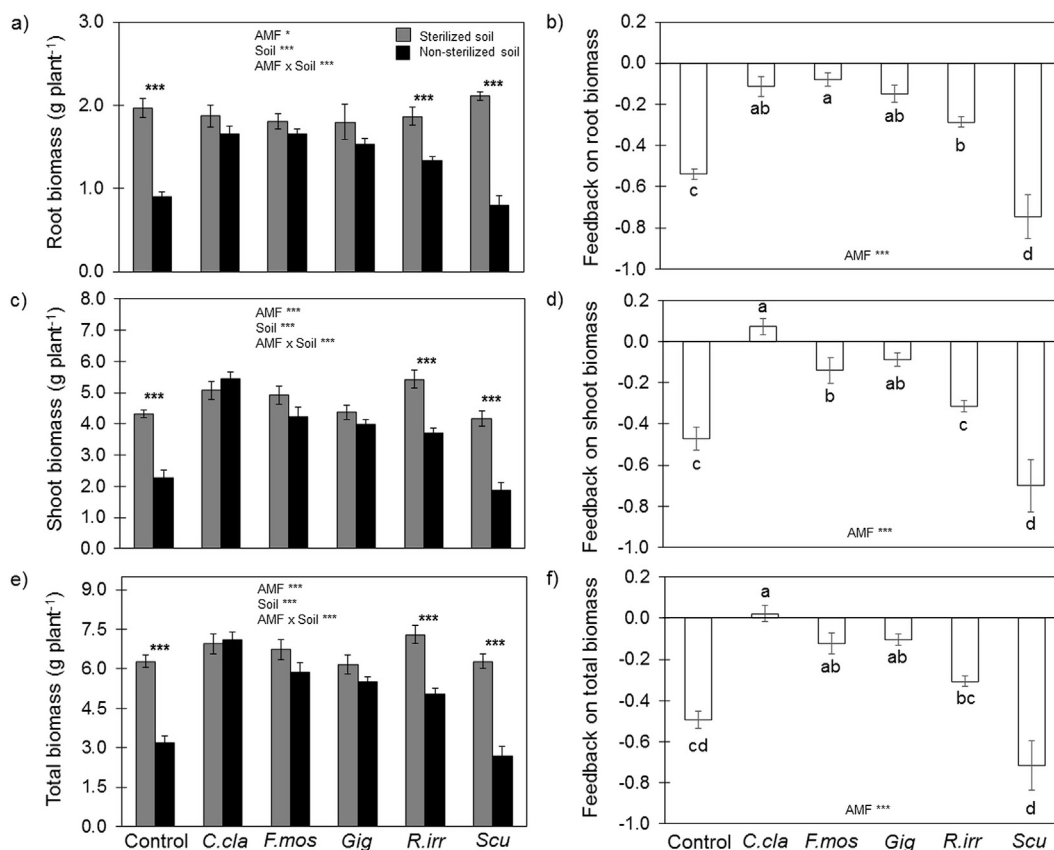 a)
Root biomass (g plant-1)
3.0
2.0
1.0
0.0
AMF *
Soil ***
AMF x Soil ***
Sterilized soil
Non-sterilized soil
***
***
***
b)
Feedback on root biomass
0.2
0.0
-0.2
-0.4
-0.6
-0.8
-1.0
c
ab
a
ab
b
d
AMF ***
c)
Shoot biomass (g plant-1)
8.0
7.0
6.0
5.0
4.0
3.0
2.0
1.0
0.0
AMF ***
Soil ***
AMF x Soil ***
***
***
***
d)
Feedback on shoot biomass
0.2
0.0
-0.2
-0.4
-0.6
-0.8
-1.0
c
a
b
ab
c
d
AMF ***
e)
Total biomass (g plant-1)
9.0
7.5
6.0
4.5
3.0
1.5
0.0
AMF ***
Soil ***
AMF x Soil ***
***
***
***
Control C.cla F.mos Gig R.irr Scu
f)
Feedback on total biomass
0.2
0.0
-0.2
-0.4
-0.6
-0.8
-1.0
cd
a
ab
ab
bc
d
AMF ***
Control C.cla F.mos Gig R.irr Scu